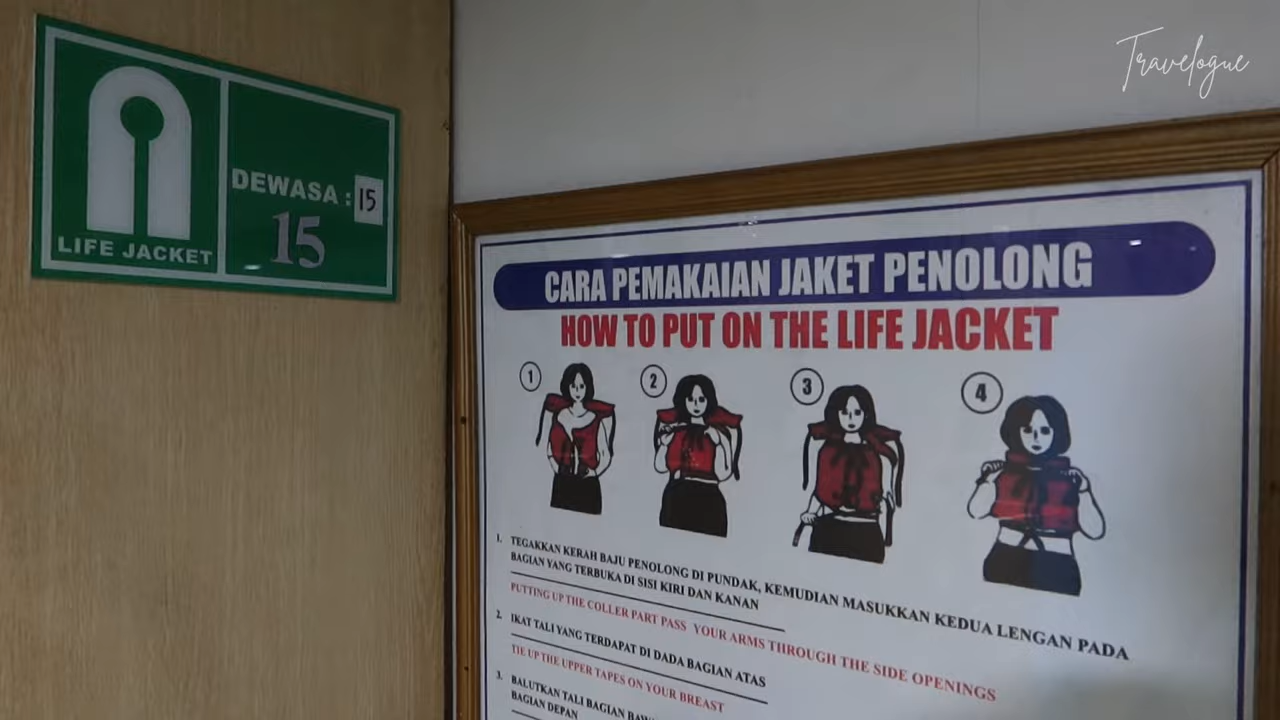 Travelogue
LIFE JACKET
DEWASA : 15
15
CARA PEMAKAIAN JAKET PENOLONG
HOW TO PUT ON THE LIFE JACKET
1
2
3
4
1. TEGAKKAN KERAH BAJU PENOLONG DI PUNDAK, KEMUDIAN MASUKKAN KEDUA LENGAN PADA
BAGIAN YANG TERBUKA DI SISI KIRI DAN KANAN
PUTTING UP THE COLLER PART PASS YOUR ARMS THROUGH THE SIDE OPENINGS
2. IKAT TALI YANG TERDAPAT DI DADA BAGIAN ATAS
TIE UP THE UPPER TAPES ON YOUR BREAST
3. BALUTKAN TALI BAGIAN
BAGIAN DEPAN